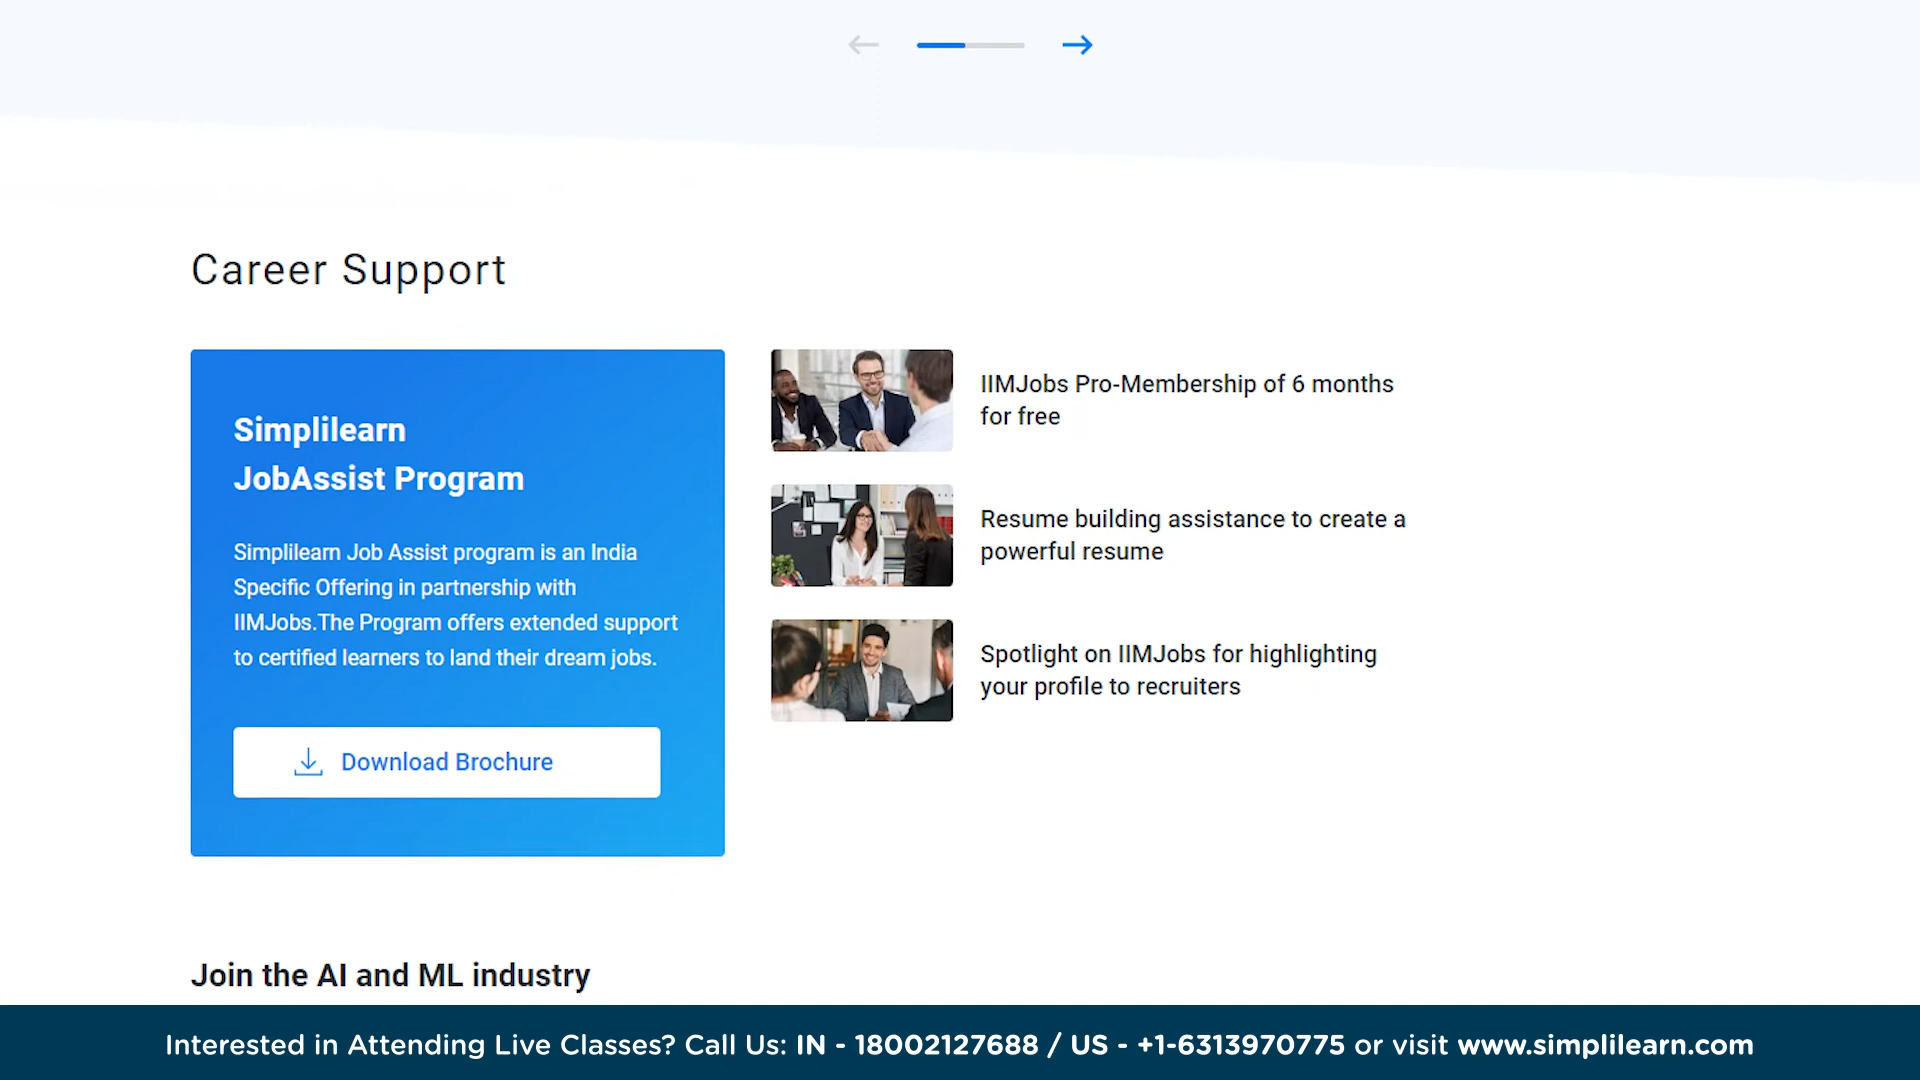 Career Support
Simplilearn
JobAssist Program
Simplilearn Job Assist program is an India
Specific Offering in partnership with
IIMJobs.The Program offers extended support
to certified learners to land their dream jobs.
Download Brochure
IIMJobs Pro-Membership of 6 months
for free
Resume building assistance to create a
powerful resume
Spotlight on IIMJobs for highlighting
your profile to recruiters
Join the AI and ML industry
Interested in Attending Live Classes? Call Us: IN - 18002127688 / US - +1-6313970775 or visit www.simplilearn.com